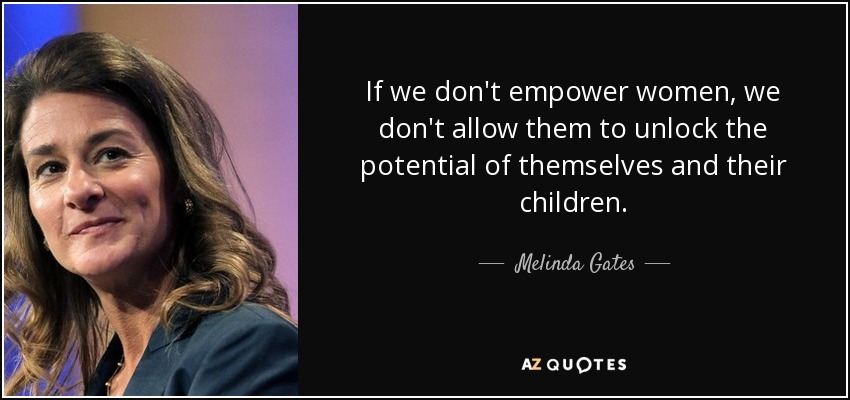 If we don't empower women, we
don't allow them to unlock the
potential of themselves and their
children.
Melinda Gates
AZ QUOTES